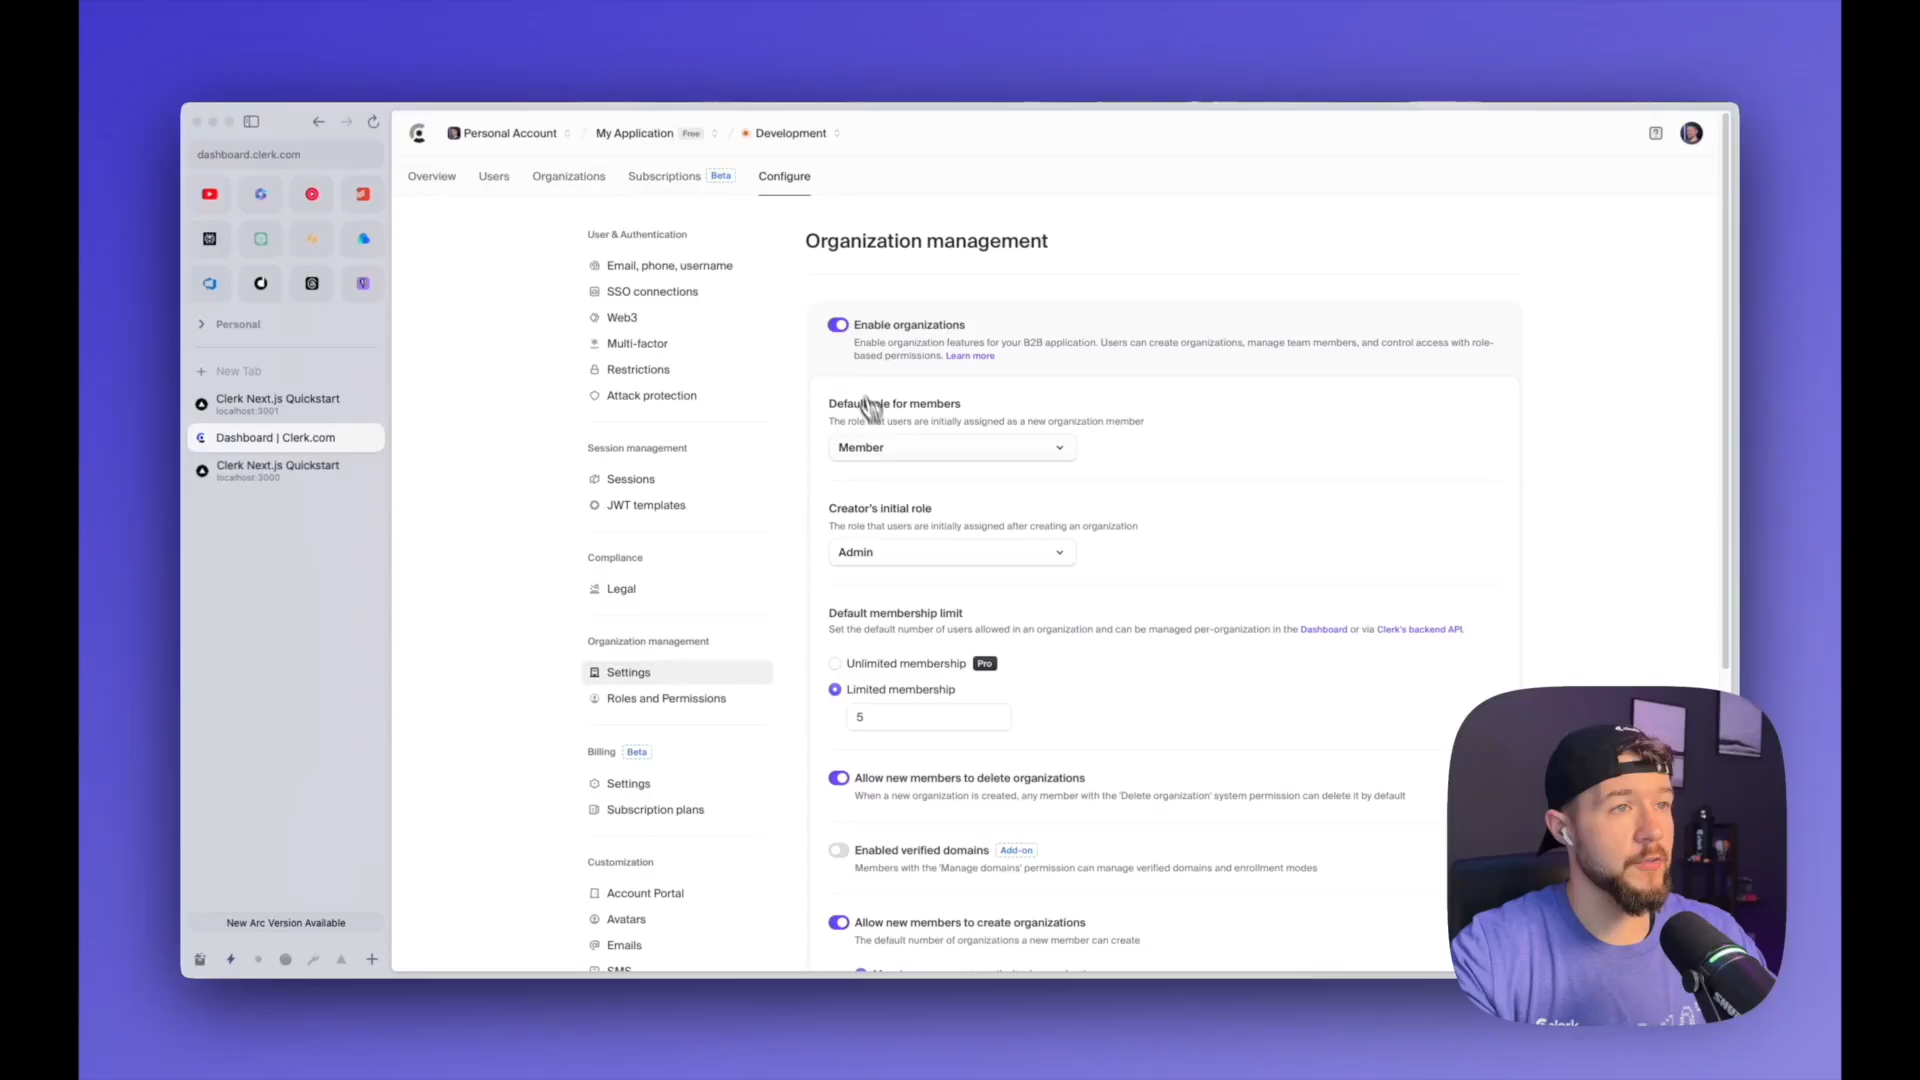 Personal Account
My Application Free
Development
dashboard.clerk.com
Overview
Users
Organizations
Subscriptions Beta
Configure
Personal
New Tab
Clerk Next.js Quickstart
localhost:3001
Dashboard | Clerk.com
Clerk Next.js Quickstart
localhost:3000
New Arc Version Available
User & Authentication
Email, phone, username
SSO connections
Web3
Multi-factor
Restrictions
Attack protection
Session management
Sessions
JWT templates
Compliance
Legal
Organization management
Settings
Roles and Permissions
Billing Beta
Settings
Subscription plans
Customization
Account Portal
Avatars
Emails
SMS
Organization management
Enable organizations
Enable organization features for your B2B application. Users can create organizations, manage team members, and control access with role-
based permissions. Learn more
Default role for members
The role that users are initially assigned as a new organization member
Member
Creator's initial role
The role that users are initially assigned after creating an organization
Admin
Default membership limit
Set the default number of users allowed in an organization and can be managed per-organization in the Dashboard or via Clerk's backend API.
Unlimited membership Pro
Limited membership
5
Allow new members to delete organizations
When a new organization is created, any member with the 'Delete organization' system permission can delete it by default
Enabled verified domains Add-on
Members with the 'Manage domains' permission can manage verified domains and enrollment modes
Allow new members to create organizations
The default number of organizations a new member can create
SHURE
clerk